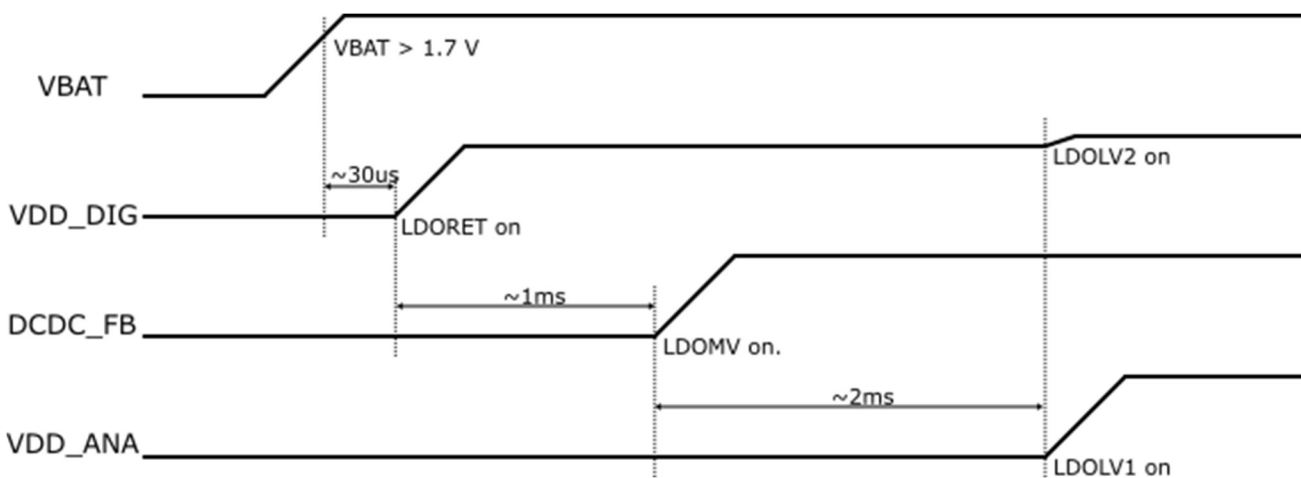 VBAT > 1.7 V
VBAT
LDOLV2 on
~30us
VDD_DIG
LDORET on
~1ms
DCDC_FB
LDOMV on.
~2ms
VDD_ANA
LDOLV1 on